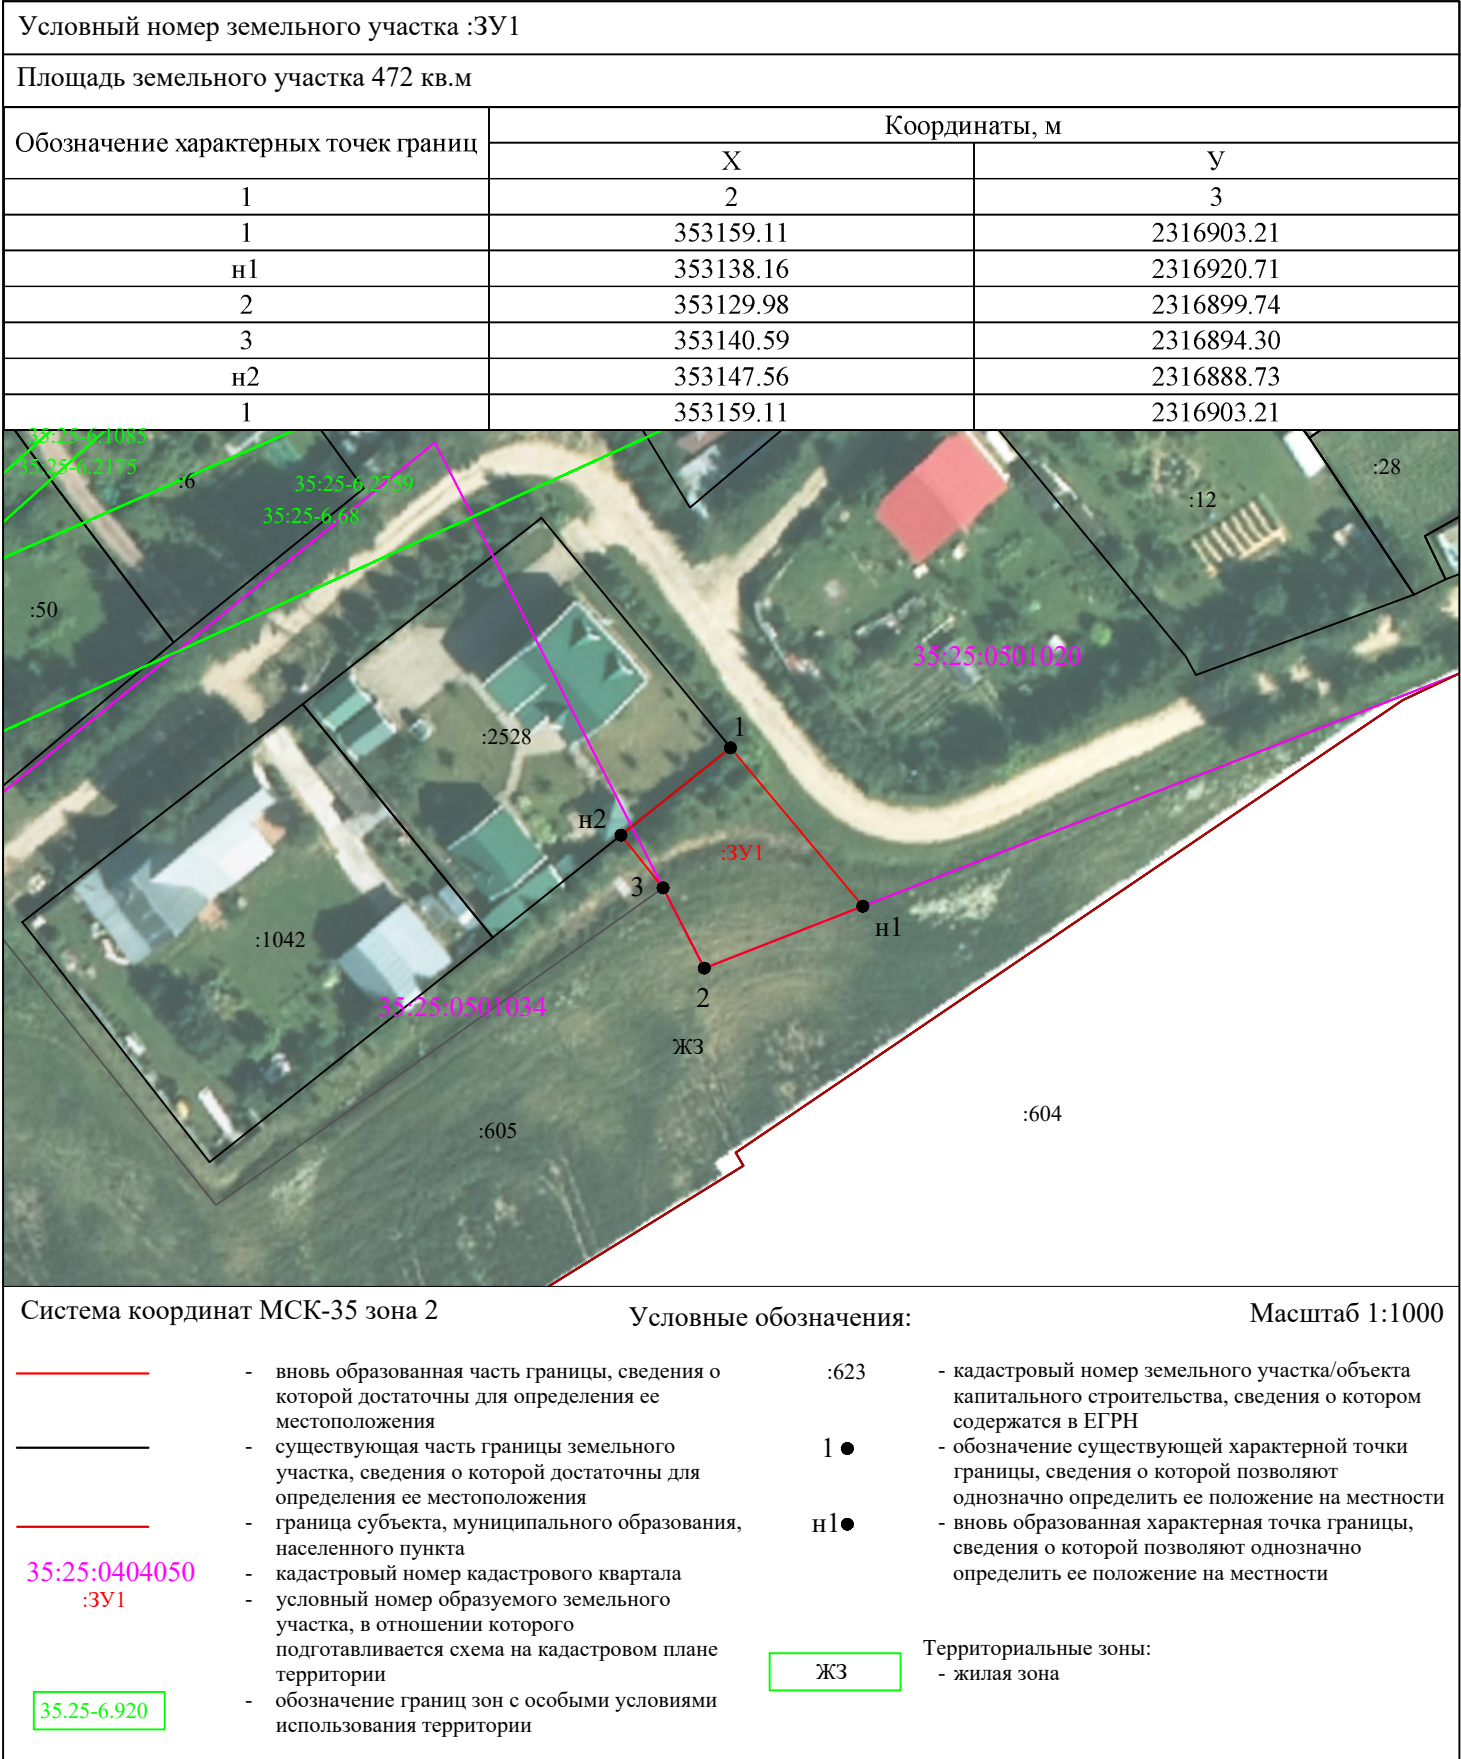 Условный номер земельного участка :ЗУ1
Площадь земельного участка 472 кв.м
Обозначение характерных точек границ
Координаты, м
Х
У
1 2 3
1 353159.11 2316903.21
н1 353138.16 2316920.71
2 353129.98 2316899.74
3 353140.59 2316894.30
н2 353147.56 2316888.73
1 353159.11 2316903.21
35:25-6.1085
35:25-6.2175
:6
35:25-6.2759
35:25-6.68
:12
:28
:50
35:25:0501020
:2528
1
н2
:ЗУ1
3
н1
:1042
2
35:25:0501034
ЖЗ
:605
:604
Система координат МСК-35 зона 2
Условные обозначения:
Масштаб 1:1000
- вновь образованная часть границы, сведения о
которой достаточны для определения ее
местоположения
- существующая часть границы земельного
участка, сведения о которой достаточны для
определения ее местоположения
- граница субъекта, муниципального образования,
населенного пункта
35:25:0404050 - кадастровый номер кадастрового квартала
:ЗУ1 - условный номер образуемого земельного
участка, в отношении которого
подготавливается схема на кадастровом плане
территории
35.25-6.920 - обозначение границ зон с особыми условиями
использования территории
:623 - кадастровый номер земельного участка/объекта
капитального строительства, сведения о котором
содержатся в ЕГРН
1 - обозначение существующей характерной точки
границы, сведения о которой позволяют
однозначно определить ее положение на местности
н1 - вновь образованная характерная точка границы,
сведения о которой позволяют однозначно
определить ее положение на местности
Территориальные зоны:
ЖЗ - жилая зона